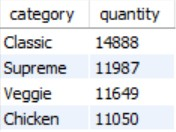 category quantity
Classic 14888
Supreme 11987
Veggie 11649
Chicken 11050